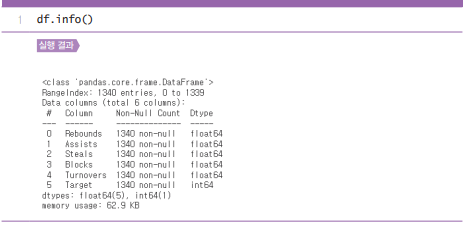 1 df.info()
실행 결과
<class 'pandas.core.frame.DataFrame'>
RangeIndex: 1340 entries, 0 to 1339
Data columns (total 6 columns):
 #   Column     Non-Null Count  Dtype
---  ------     --------------  -----
 0   Rebounds   1340 non-null   float64
 1   Assists    1340 non-null   float64
 2   Steals     1340 non-null   float64
 3   Blocks     1340 non-null   float64
 4   Turnovers  1340 non-null   float64
 5   Target     1340 non-null   int64
dtypes: float64(5), int64(1)
memory usage: 62.9 KB